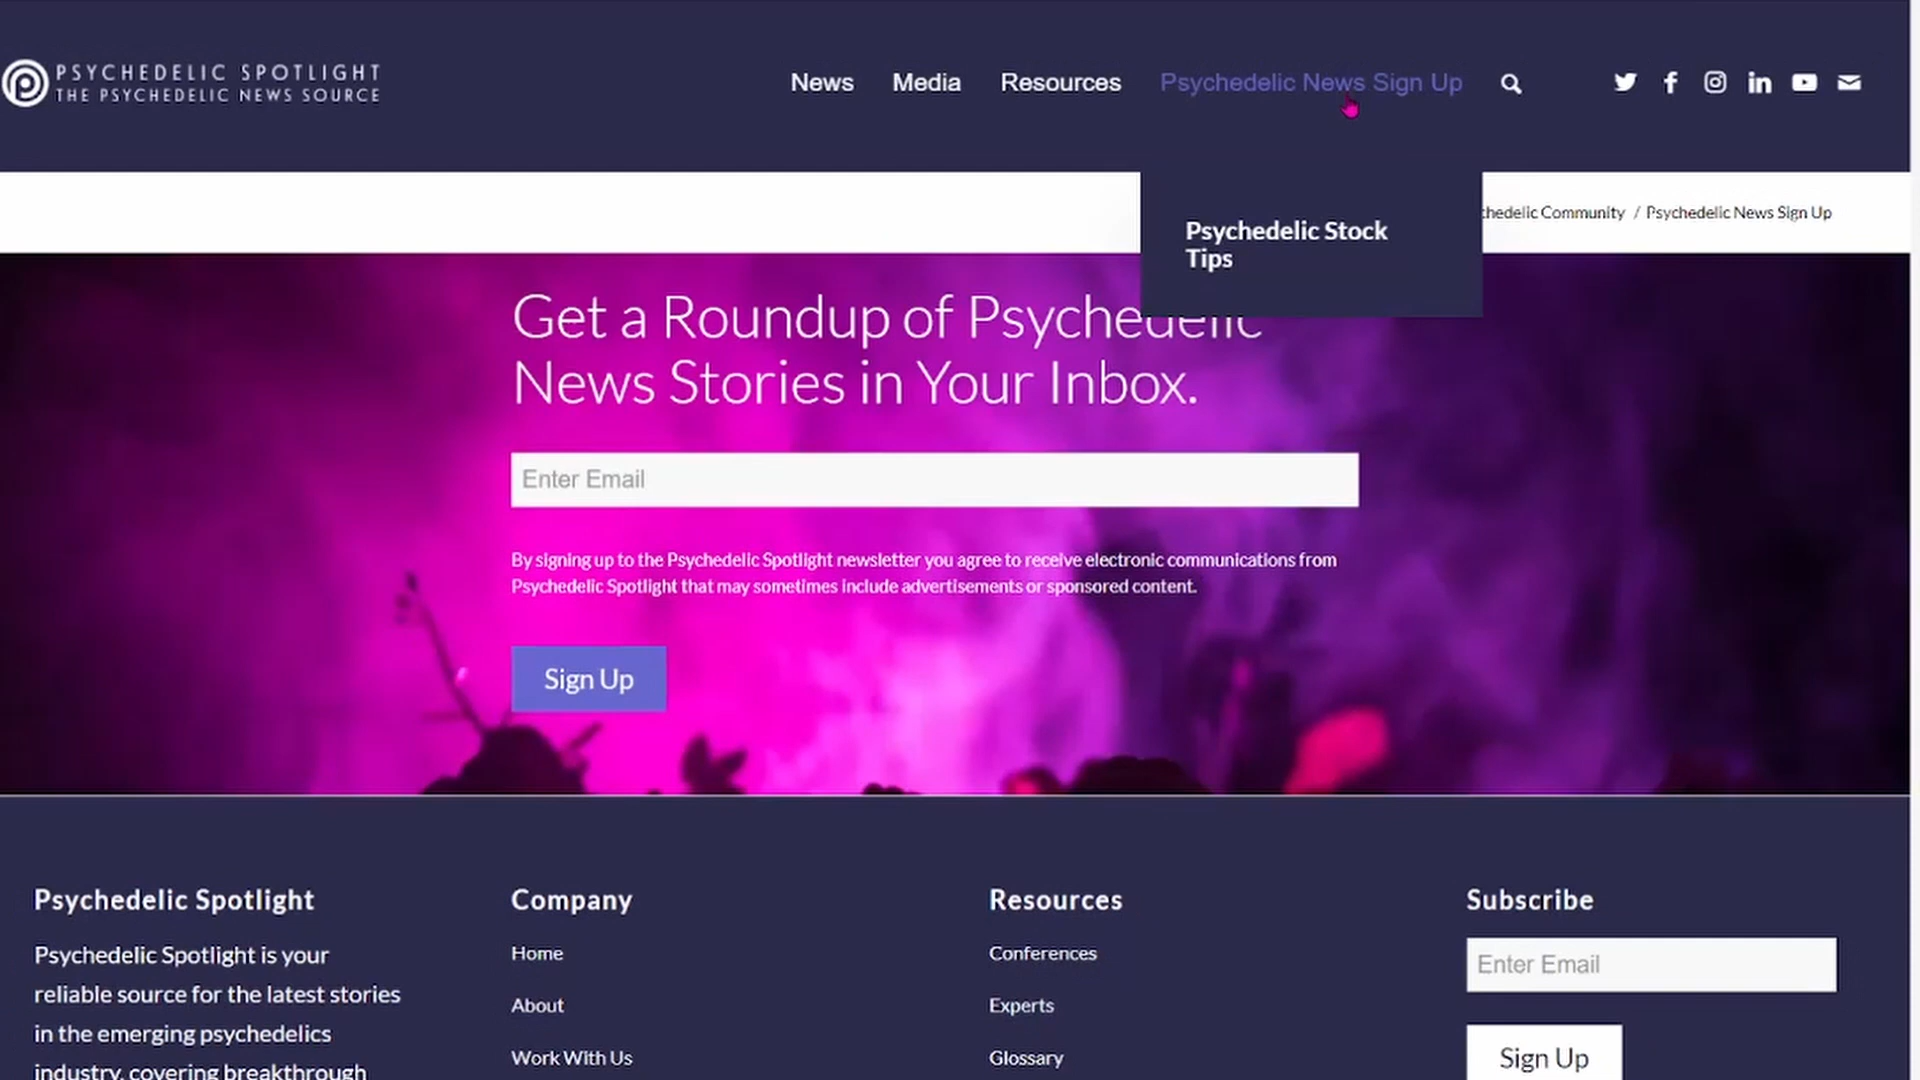 PSYCHEDELIC SPOTLIGHT
THE PSYCHEDELIC NEWS SOURCE
News
Media
Resources
Psychedelic News Sign Up
Psychedelic Stock
Tips
Community / Psychedelic News Sign Up
Get a Roundup of Psychedelic
News Stories in Your Inbox.
Enter Email
By signing up to the Psychedelic Spotlight newsletter you agree to receive electronic communications from
Psychedelic Spotlight that may sometimes include advertisements or sponsored content.
Sign Up
Psychedelic Spotlight
Psychedelic Spotlight is your
reliable source for the latest stories
in the emerging psychedelics
industry, covering breakthrough
Company
Home
About
Work With Us
Resources
Conferences
Experts
Glossary
Subscribe
Enter Email
Sign Up